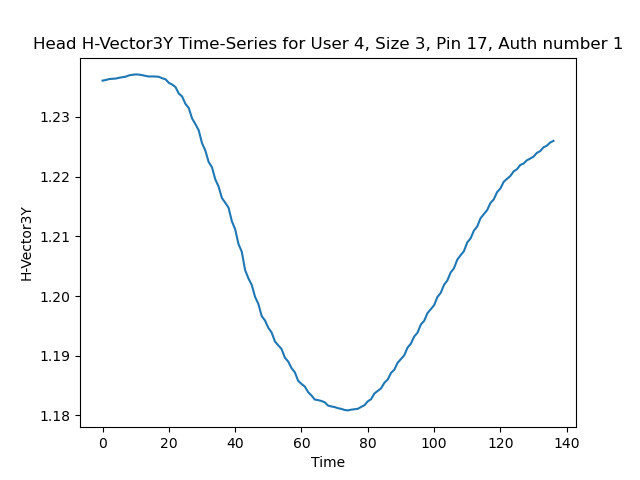 Head H-Vector3Y Time-Series for User 4, Size 3, Pin 17, Auth number 1
H-Vector3Y
1.23
1.22
1.21
1.20
1.19
1.18
0 20 40 60 80 100 120 140
Time